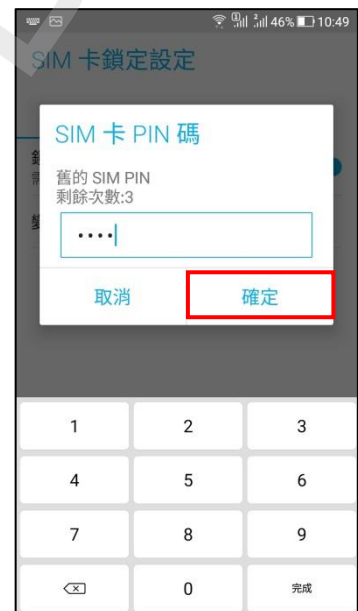 46% 10:49
SIM 卡鎖定設定
SIM 卡 PIN 碼
舊的 SIM PIN
剩餘次數:3
••••
取消 確定
1 2 3
4 5 6
7 8 9
0 完成